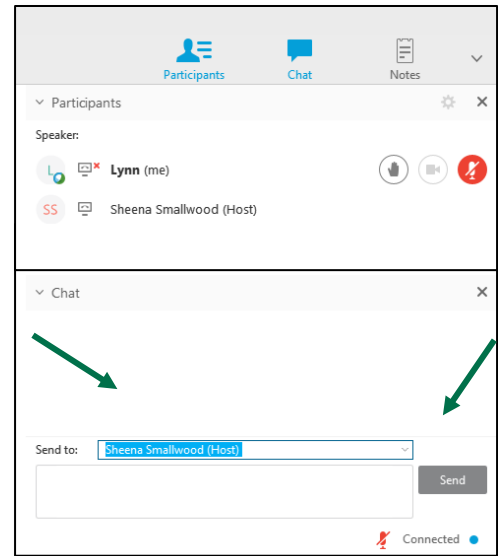 Participants Chat Notes
Participants
Speaker:
L Lynn (me)
SS Sheena Smallwood (Host)
Chat
Send to: Sheena Smallwood (Host)
Send
Connected